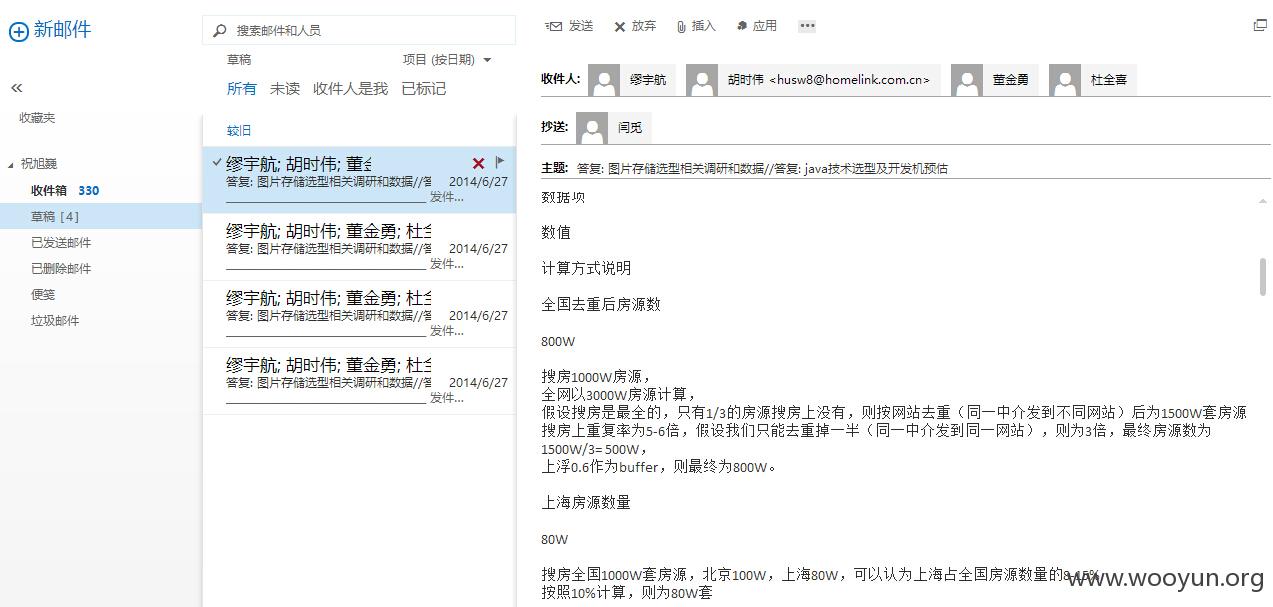 新邮件
收藏夹
祝旭巍
收件箱 330
草稿 [4]
已发送邮件
已删除邮件
便笺
垃圾邮件
搜索邮件和人员
草稿 项目 (按日期)
所有 未读 收件人是我 已标记
较旧
缪宇航; 胡时伟; 董金
答复: 图片存储选型相关调研和数据//答 2014/6/27
发件...
缪宇航; 胡时伟; 董金勇; 杜全
答复: 图片存储选型相关调研和数据//答 2014/6/27
发件...
缪宇航; 胡时伟; 董金勇; 杜全
答复: 图片存储选型相关调研和数据//答 2014/6/27
发件...
缪宇航; 胡时伟; 董金勇; 杜全
答复: 图片存储选型相关调研和数据//答 2014/6/27
发件...
发送 放弃 插入 应用 •••
收件人: 缪宇航 胡时伟 <husw8@homelink.com.cn> 董金勇 杜全喜
抄送: 闫觅
主题: 答复: 图片存储选型相关调研和数据//答复: java技术选型及开发机预估
数据项
数值
计算方式说明
全国去重后房源数
800W
搜房1000W房源，
全网以3000W房源计算，
假设搜房是最全的，只有1/3的房源搜房上没有，则按网站去重（同一中介发到不同网站）后为1500W套房源
搜房上重复率为5-6倍，假设我们只能去重掉一半（同一中介发到同一网站），则为3倍，最终房源数为
1500W/3= 500W，
上浮0.6作为buffer，则最终为800W。
上海房源数量
80W
搜房全国1000W套房源，北京100W，上海80W，可以认为上海占全国房源数量的8-15%
按照10%计算，则为80W套
www.wooyun.org